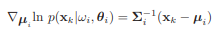 ∇_{𝝁_i} ln p(𝐱_k|ω_i, 𝜽_i) = 𝚺_i^{-1}(𝐱_k − 𝝁_i)